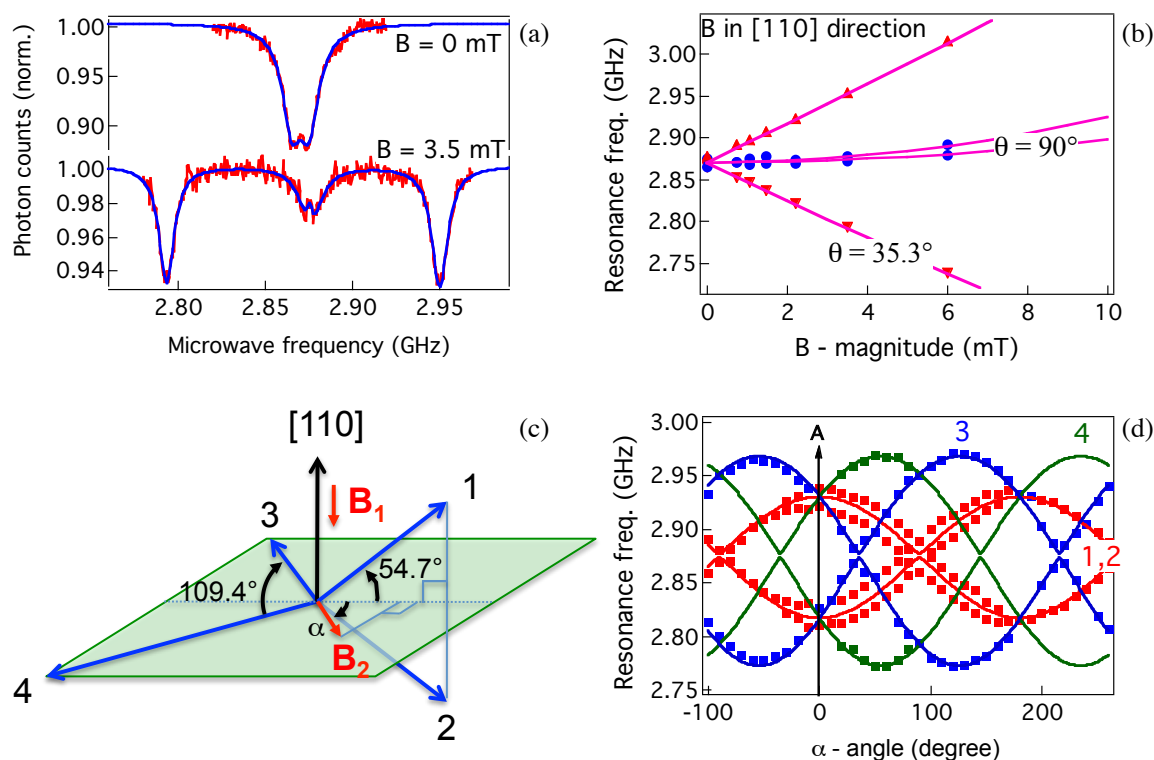 (a)
B = 0 mT
B = 3.5 mT
1.00
0.95
0.90
1.00
0.98
0.96
0.94
Photon counts (norm.)
2.80
2.85
2.90
2.95
Microwave frequency (GHz)
(b)
B in [110] direction
θ = 90°
θ = 35.3°
3.00
2.95
2.90
2.85
2.80
2.75
Resonance freq. (GHz)
0
2
4
6
8
10
B - magnitude (mT)
(c)
[110]
B1
1
3
54.7°
109.4°
α
B2
4
2
(d)
A
3
4
1,2
3.00
2.95
2.90
2.85
2.80
2.75
Resonance freq. (GHz)
-100
0
100
200
α - angle (degree)